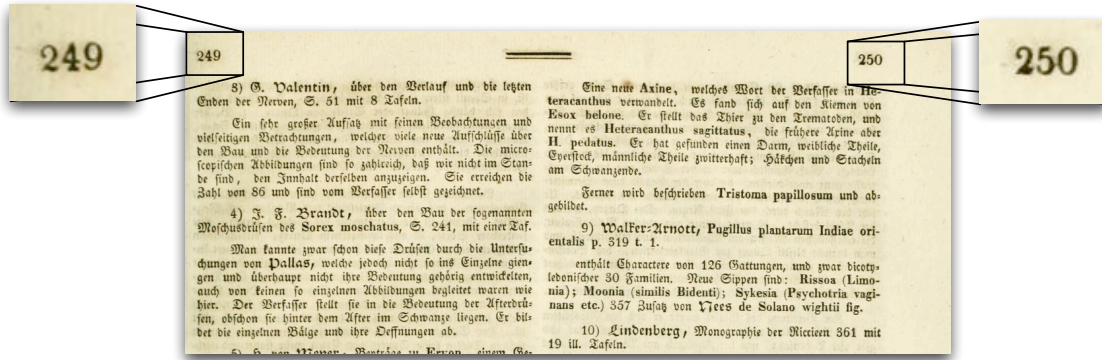 249
249
3) G. Valentin, über den Verlauf und die letzten
Enden der Nerven, S. 51 mit 8 Tafeln.
Ein sehr großer Aufsatz mit feinen Beobachtungen und
vielseitigen Betrachtungen, welcher viele neue Aufschlüsse über
den Bau und die Bedeutung der Nerven enthält. Die micro-
scopischen Abbildungen sind so zahlreich, daß wir nicht im Stan-
de sind, den Innhalt derselben anzuzeigen. Sie erreichen die
Zahl von 86 und sind vom Verfasser selbst gezeichnet.
4) J. F. Brandt, über den Bau der sogenannten
Moschusdrüsen des Sorex moschatus, S. 241, mit einer Taf.
Man kannte zwar schon diese Drüsen durch die Untersu-
chungen von Pallas, welche jedoch nicht so ins Einzelne gien-
gen und überhaupt nicht ihre Bedeutung gehörig entwickelten,
auch von keinen so einzelnen Abbildungen begleitet waren wie
hier. Der Verfasser stellt sie in die Bedeutung der Afterdrü-
sen, obschon sie hinter dem After im Schwanze liegen. Er bil-
det die einzelnen Bälge und ihre Oeffnungen ab.
250
250
Eine neue Axine, welches Wort der Verfasser in He-
teracanthus verwandelt. Es fand sich auf den Kiemen von
Esox belone. Er stellt das Thier zu den Trematoden, und
nennt es Heteracanthus sagittatus, die frühere Axine aber
H. pedatus. Er hat gefunden einen Darm, weibliche Theile,
Eyerstock, männliche Theile zwitterhaft; Häkchen und Stacheln
am Schwanzende.
Ferner wird beschrieben Tristoma papillosum und ab-
gebildet.
9) Walker-Arnott, Pugillus plantarum Indiae ori-
entalis p. 319 t. 1.
enthält Charactere von 126 Gattungen, und zwar dicoty-
ledonischer 30 Familien. Neue Sippen sind: Rissoa (Limo-
nia); Moonia (similis Bidenti); Sykesia (Psychotria vagi-
nans etc.) 357 Zusatz von Nees de Solano wightii fig.
10) Lindenberg, Monographie der Riccieen 361 mit
19 ill. Tafeln.